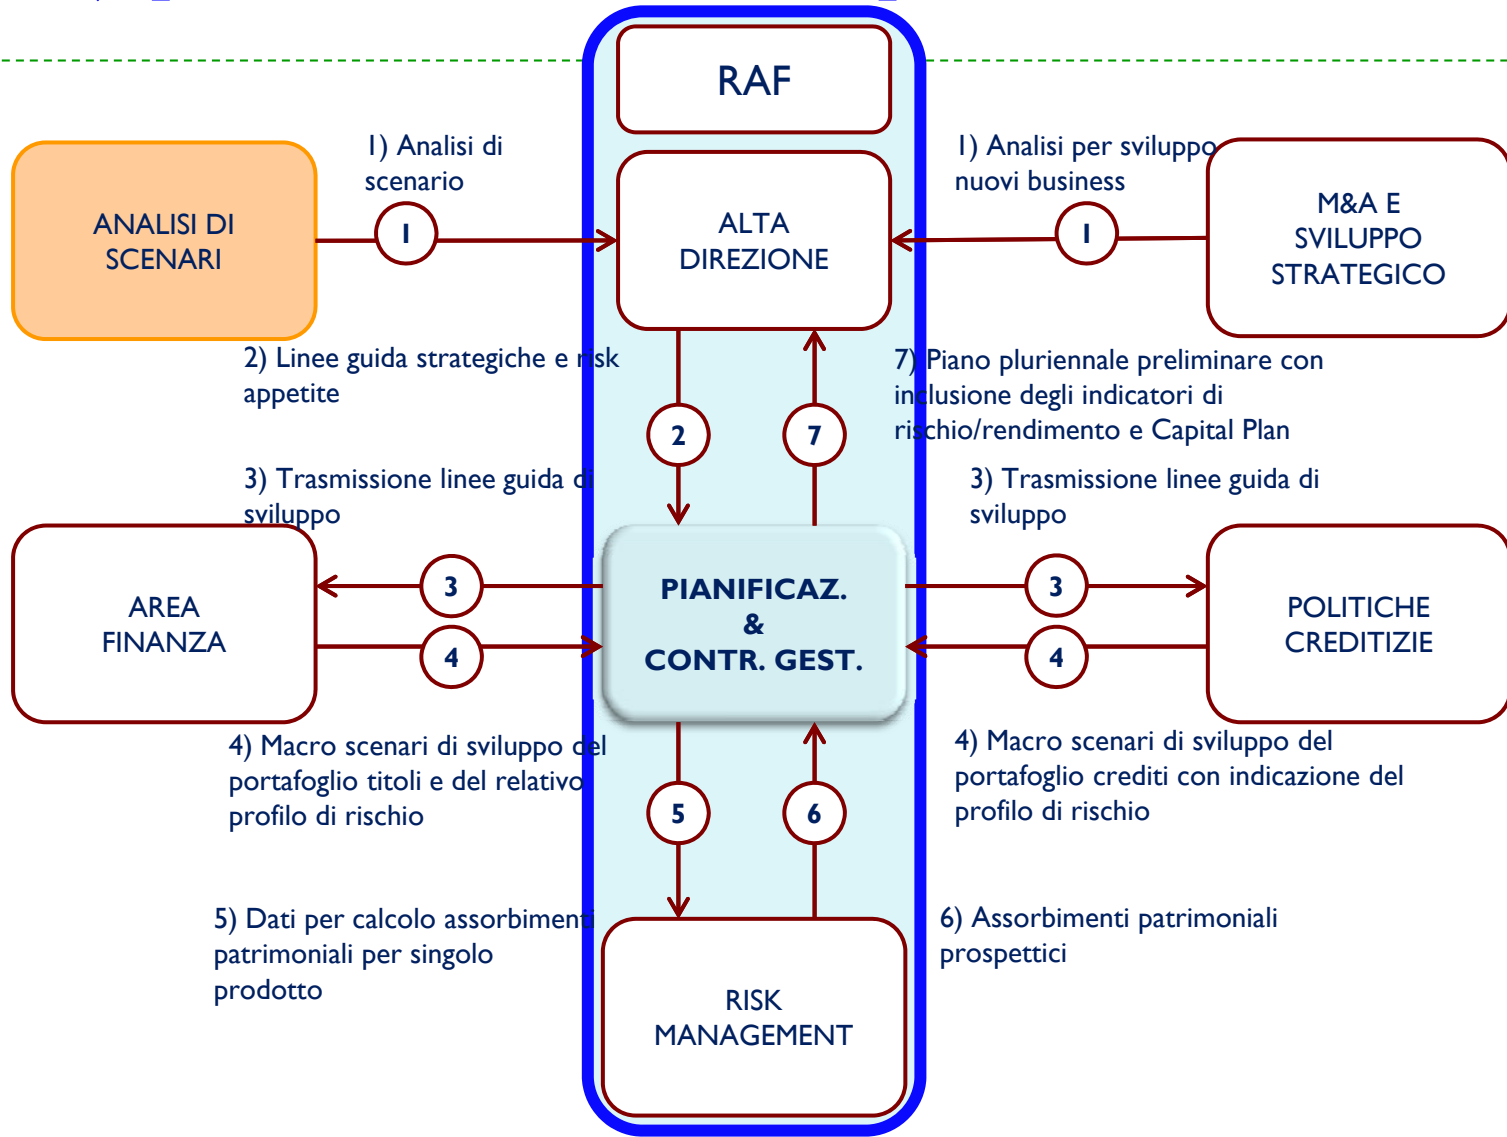 RAF
1) Analisi di
scenario
1) Analisi per sviluppo
nuovi business
ANALISI DI
SCENARI
1
ALTA
DIREZIONE
1
M&A E
SVILUPPO
STRATEGICO
2) Linee guida strategiche e risk
appetite
7) Piano pluriennale preliminare con
inclusione degli indicatori di
rischio/rendimento e Capital Plan
2
7
3) Trasmissione linee guida di
sviluppo
3) Trasmissione linee guida di
sviluppo
AREA
FINANZA
3
4
PIANIFICAZ.
&
CONTR. GEST.
3
4
POLITICHE
CREDITIZIE
4) Macro scenari di sviluppo del
portafoglio titoli e del relativo
profilo di rischio
4) Macro scenari di sviluppo del
portafoglio crediti con indicazione del
profilo di rischio
5
6
5) Dati per calcolo assorbimenti
patrimoniali per singolo
prodotto
6) Assorbimenti patrimoniali
prospettici
RISK
MANAGEMENT